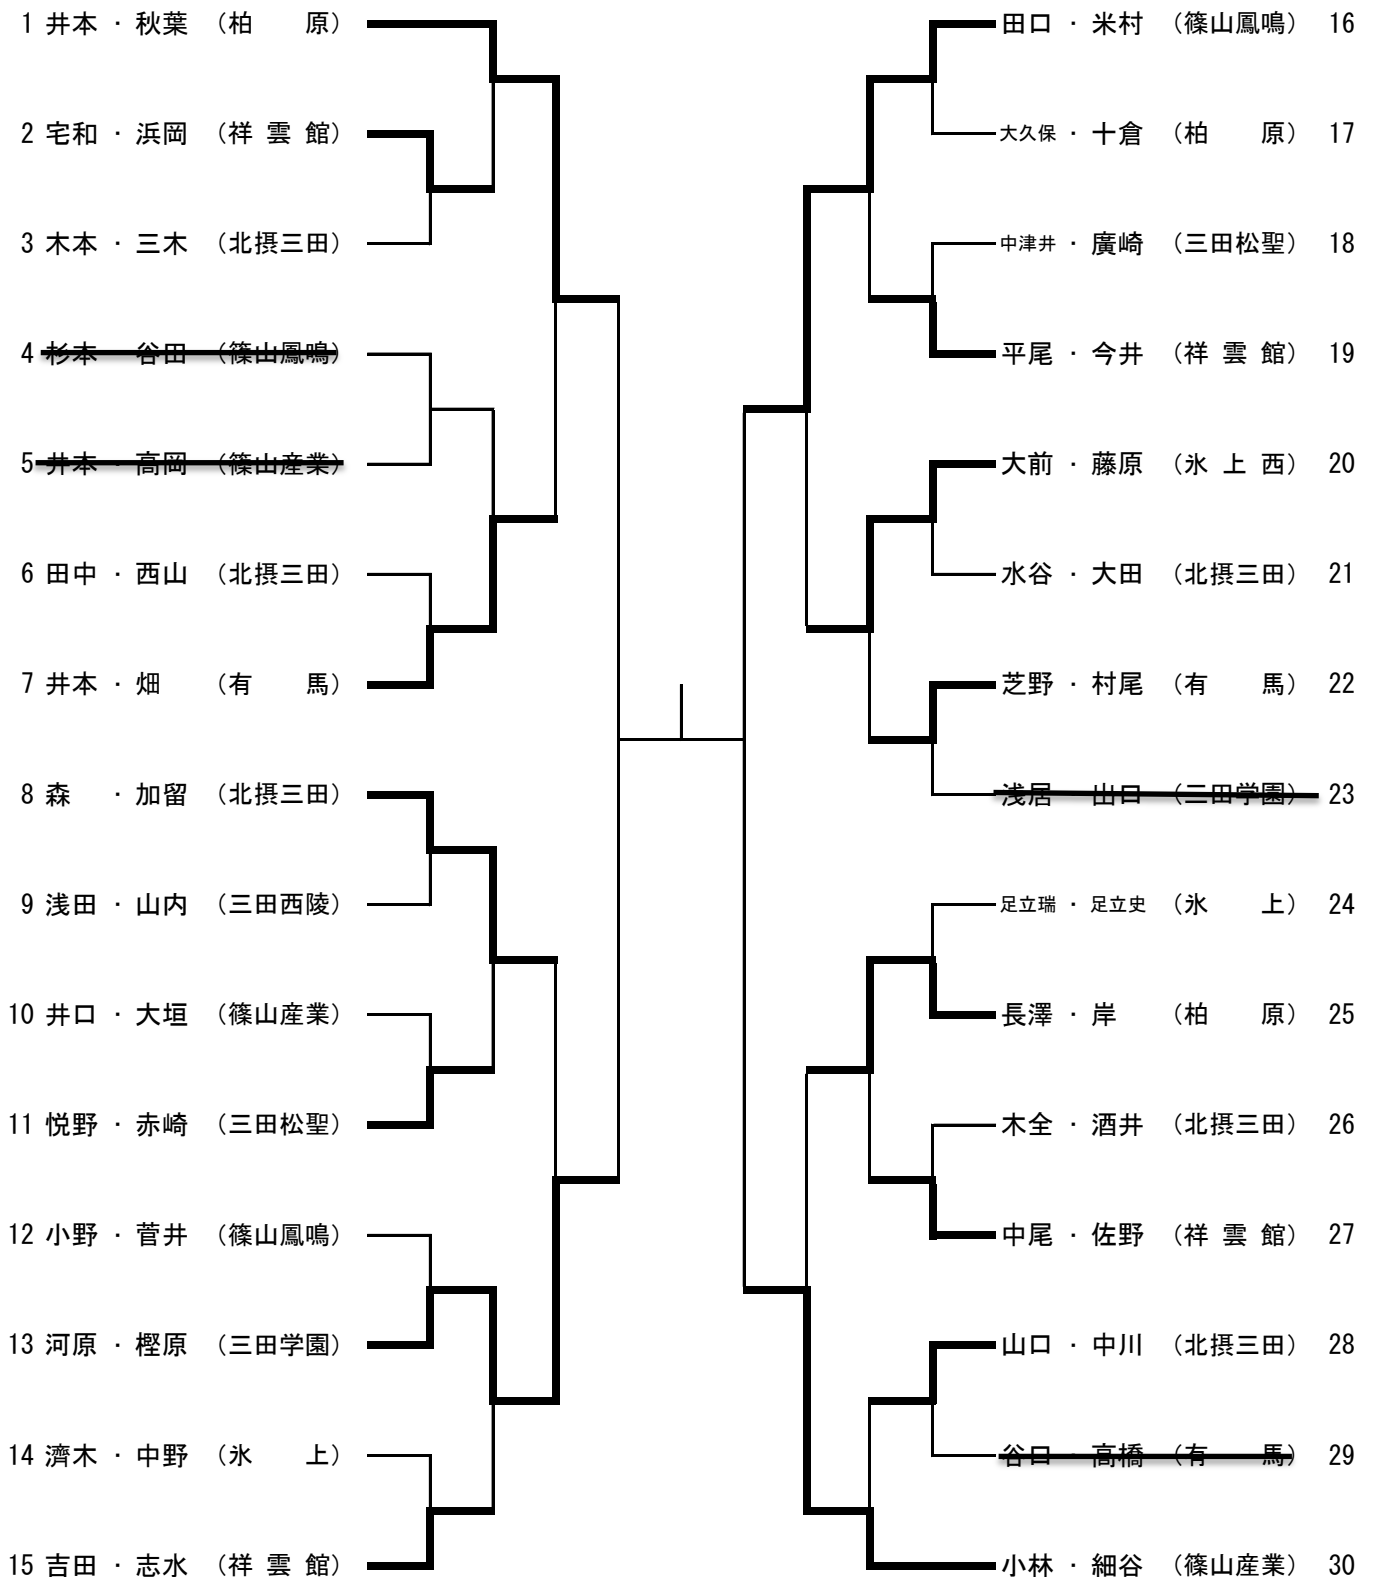 1 井本 ・ 秋葉 （柏　　原）
2 宅和 ・ 浜岡 （祥 雲 館）
3 木本 ・ 三木 （北摂三田）
4 杉本　谷田 （篠山鳳鳴）
5 井本 ・ 高岡 （篠山産業）
6 田中 ・ 西山 （北摂三田）
7 井本 ・ 畑 （有　　馬）
8 森 ・ 加留 （北摂三田）
9 浅田 ・ 山内 （三田西陵）
10 井口 ・ 大垣 （篠山産業）
11 悦野 ・ 赤崎 （三田松聖）
12 小野 ・ 菅井 （篠山鳳鳴）
13 河原 ・ 樫原 （三田学園）
14 濟木 ・ 中野 （氷　　上）
15 吉田 ・ 志水 （祥 雲 館）
田口 ・ 米村 （篠山鳳鳴） 16
大久保 ・ 十倉 （柏　　原） 17
中津井 ・ 廣崎 （三田松聖） 18
平尾 ・ 今井 （祥 雲 館） 19
大前 ・ 藤原 （氷 上 西） 20
水谷 ・ 大田 （北摂三田） 21
芝野 ・ 村尾 （有　　馬） 22
浅居　山口 （三田学園） 23
足立瑞 ・ 足立史 （氷　　上） 24
長澤 ・ 岸 （柏　　原） 25
木全 ・ 酒井 （北摂三田） 26
中尾 ・ 佐野 （祥 雲 館） 27
山口 ・ 中川 （北摂三田） 28
谷口 ・ 高橋 （有　　馬） 29
小林 ・ 細谷 （篠山産業） 30